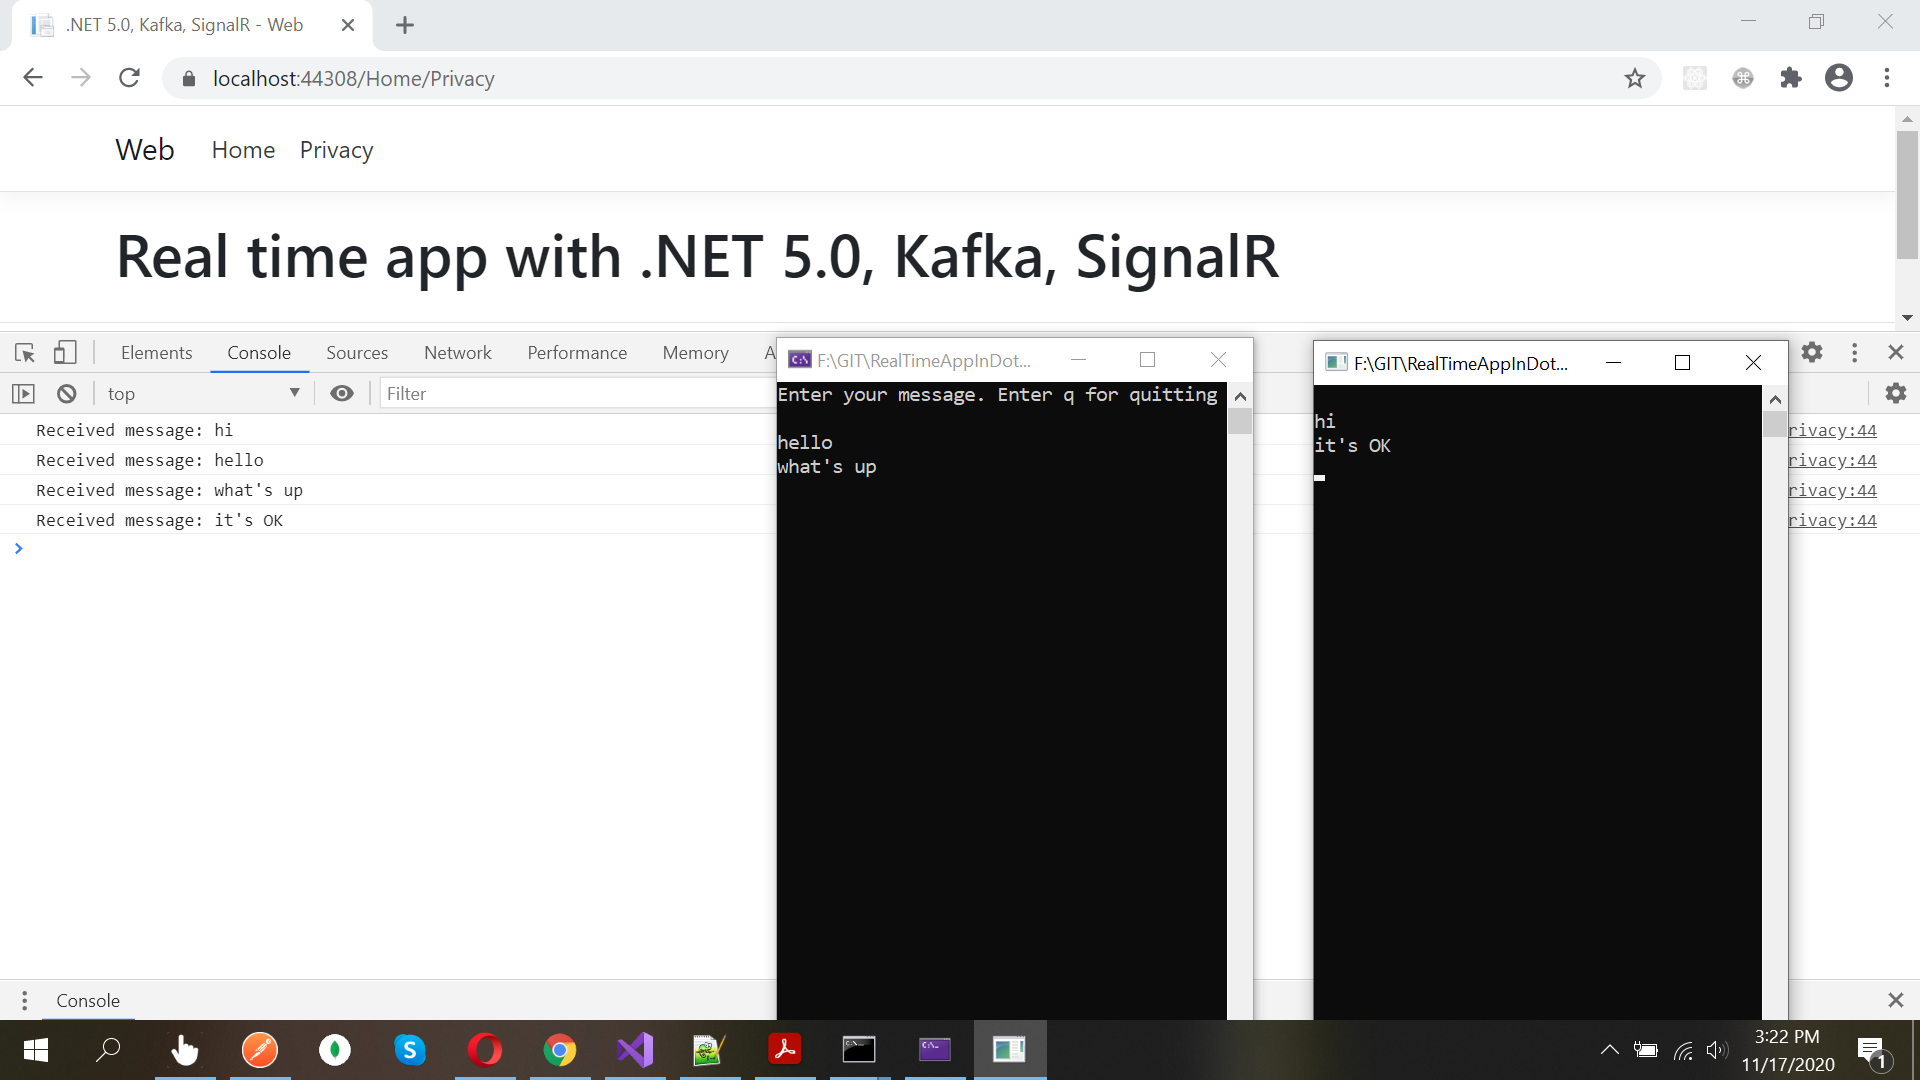 .NET 5.0, Kafka, SignalR - Web
localhost:44308/Home/Privacy
Web Home Privacy
Real time app with .NET 5.0, Kafka, SignalR
Elements Console Sources Network Performance Memory A
top Filter
Received message: hi
rivacy:44
Received message: hello
rivacy:44
Received message: what's up
rivacy:44
Received message: it's OK
rivacy:44
F:\GIT\RealTimeAppInDot...
Enter your message. Enter q for quitting
hello
what's up
F:\GIT\RealTimeAppInDot...
hi
it's OK
Console
3:22 PM
11/17/2020
1